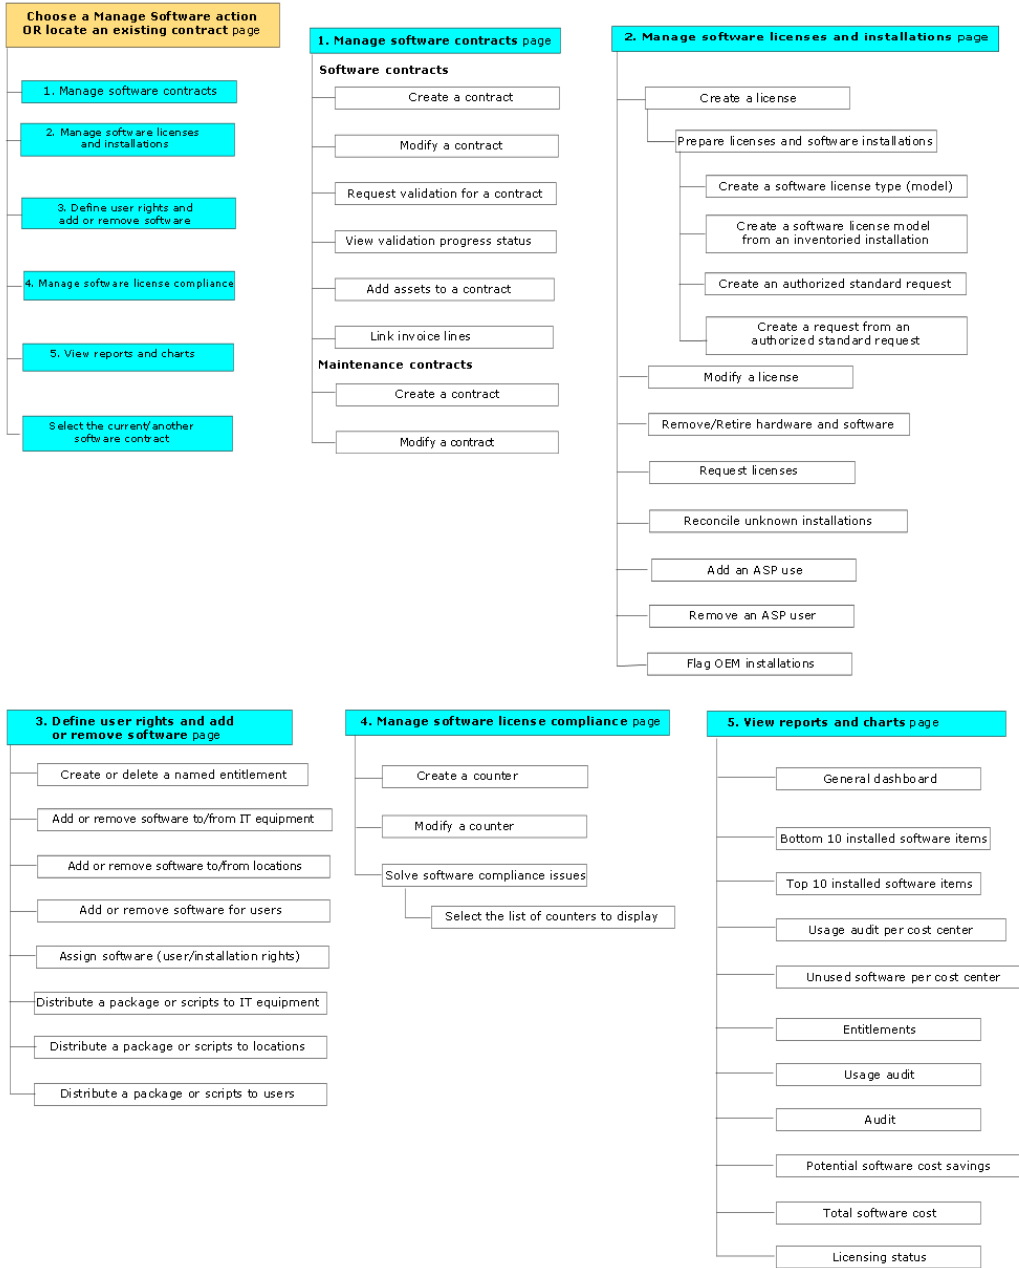 Choose a Manage Software action
OR locate an existing contract page
1. Manage software contracts
2. Manage software licenses
and installations
3. Define user rights and
add or remove software
4. Manage software license compliance
5. View reports and charts
Select the current/another
software contract
1. Manage software contracts page
Software contracts
Create a contract
Modify a contract
Request validation for a contract
View validation progress status
Add assets to a contract
Link invoice lines
Maintenance contracts
Create a contract
Modify a contract
2. Manage software licenses and installations page
Create a license
Prepare licenses and software installations
Create a software license type (model)
Create a software license model
from an inventoried installation
Create an authorized standard request
Create a request from an
authorized standard request
Modify a license
Remove/Retire hardware and software
Request licenses
Reconcile unknown installations
Add an ASP use
Remove an ASP user
Flag OEM installations
3. Define user rights and add
or remove software page
Create or delete a named entitlement
Add or remove software to/from IT equipment
Add or remove software to/from locations
Add or remove software for users
Assign software (user/installation rights)
Distribute a package or scripts to IT equipment
Distribute a package or scripts to locations
Distribute a package or scripts to users
4. Manage software license compliance page
Create a counter
Modify a counter
Solve software compliance issues
Select the list of counters to display
5. View reports and charts page
General dashboard
Bottom 10 installed software items
Top 10 installed software items
Usage audit per cost center
Unused software per cost center
Entitlements
Usage audit
Audit
Potential software cost savings
Total software cost
Licensing status